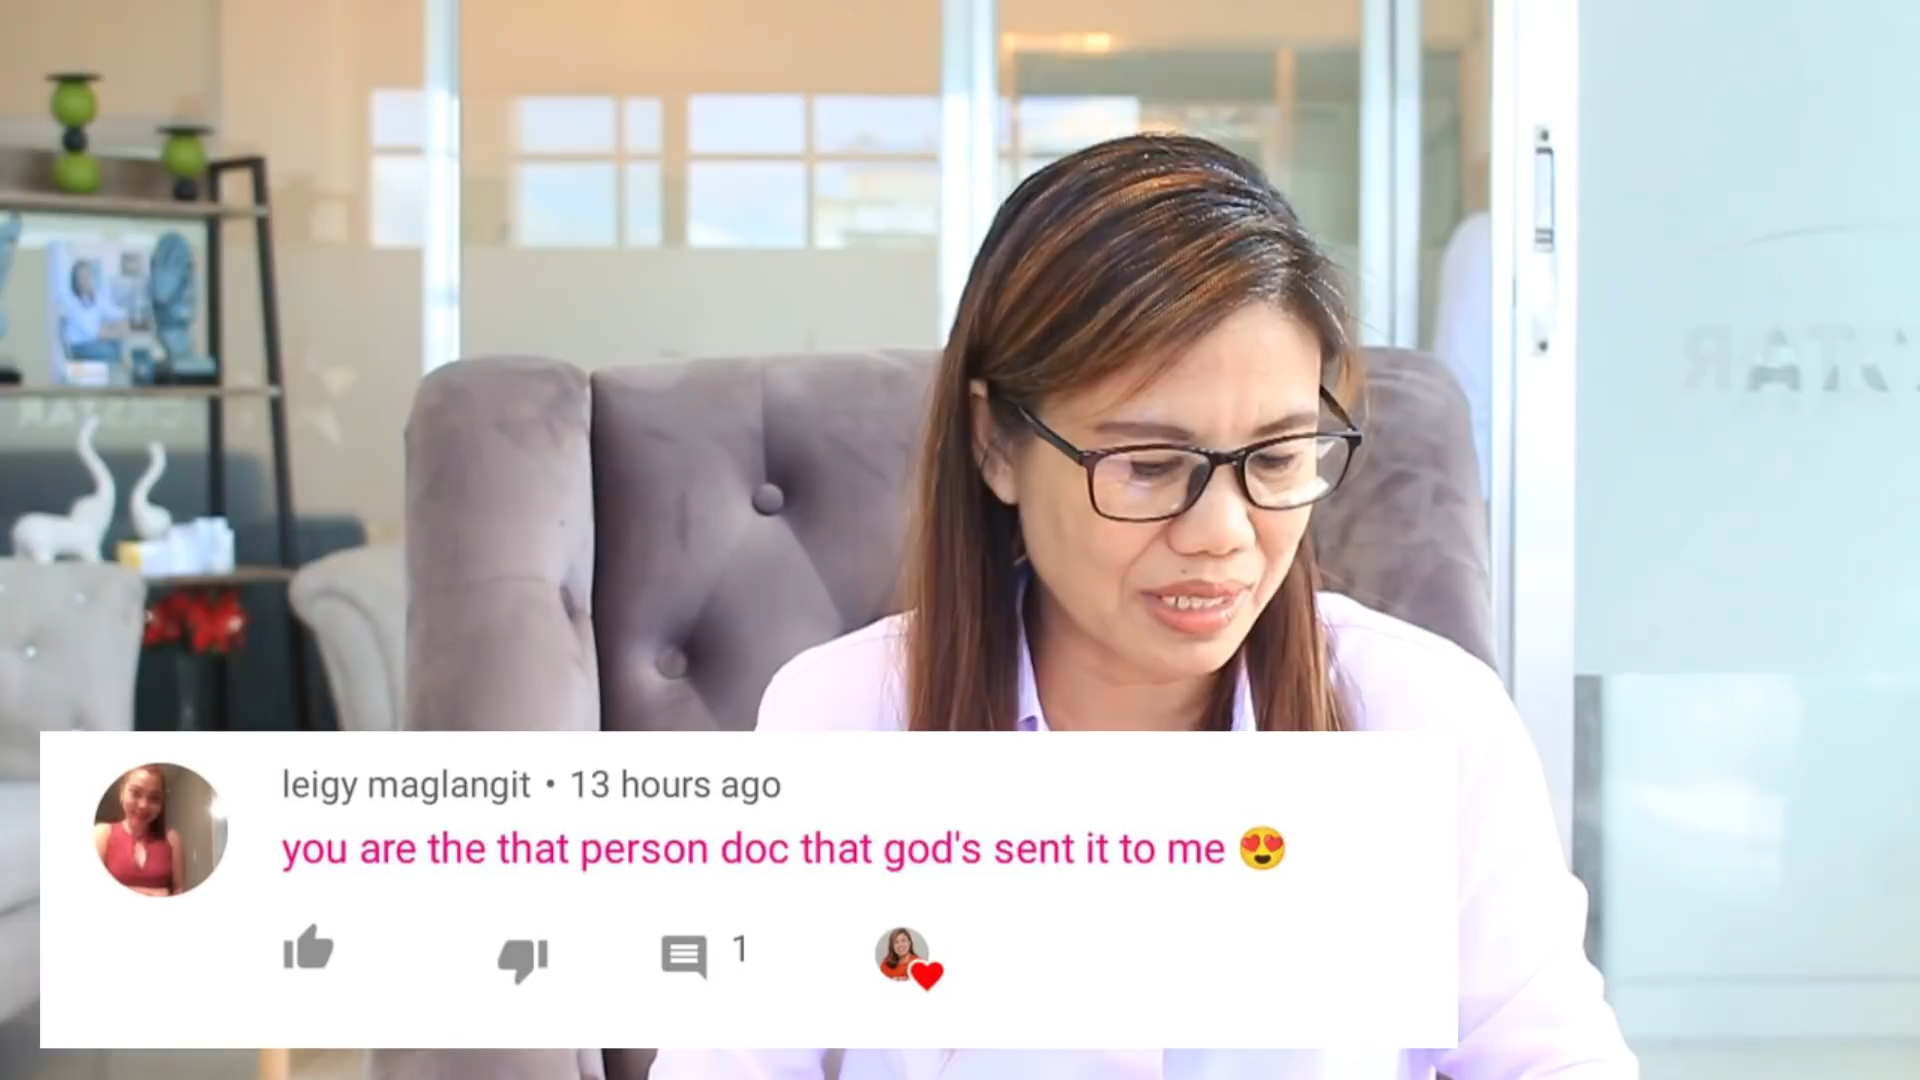 leigy maglangit • 13 hours ago
you are the that person doc that god's sent it to me 😍
1